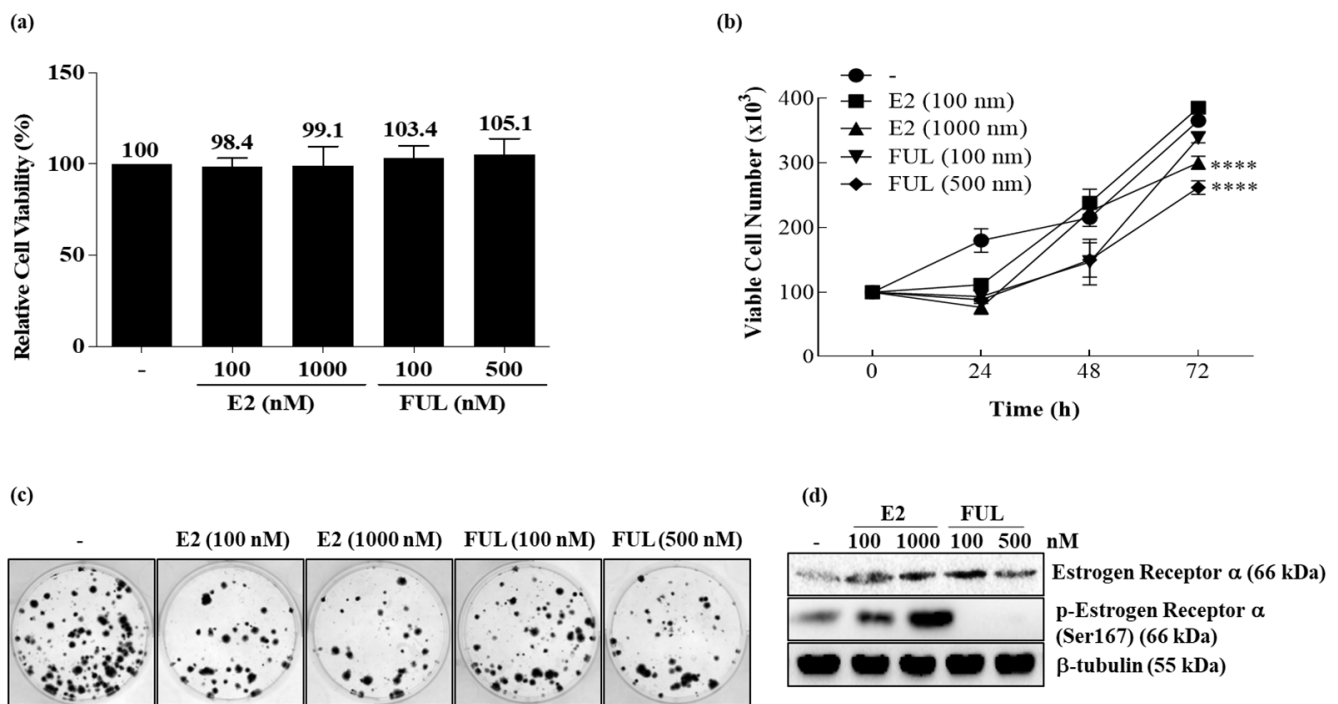 (a)
Relative Cell Viability (%)
150
100
50
0
100
98.4
99.1
103.4
105.1
-
100
1000
100
500
E2 (nM)
FUL (nM)
(b)
Viable Cell Number (x10³)
400
300
200
100
0
-
E2 (100 nm)
E2 (1000 nm)
FUL (100 nm)
FUL (500 nm)
****
****
0
24
48
72
Time (h)
(c)
-
E2 (100 nM)
E2 (1000 nM)
FUL (100 nM)
FUL (500 nM)
(d)
E2
FUL
-
100
1000
100
500
nM
Estrogen Receptor α (66 kDa)
p-Estrogen Receptor α
(Ser167) (66 kDa)
β-tubulin (55 kDa)